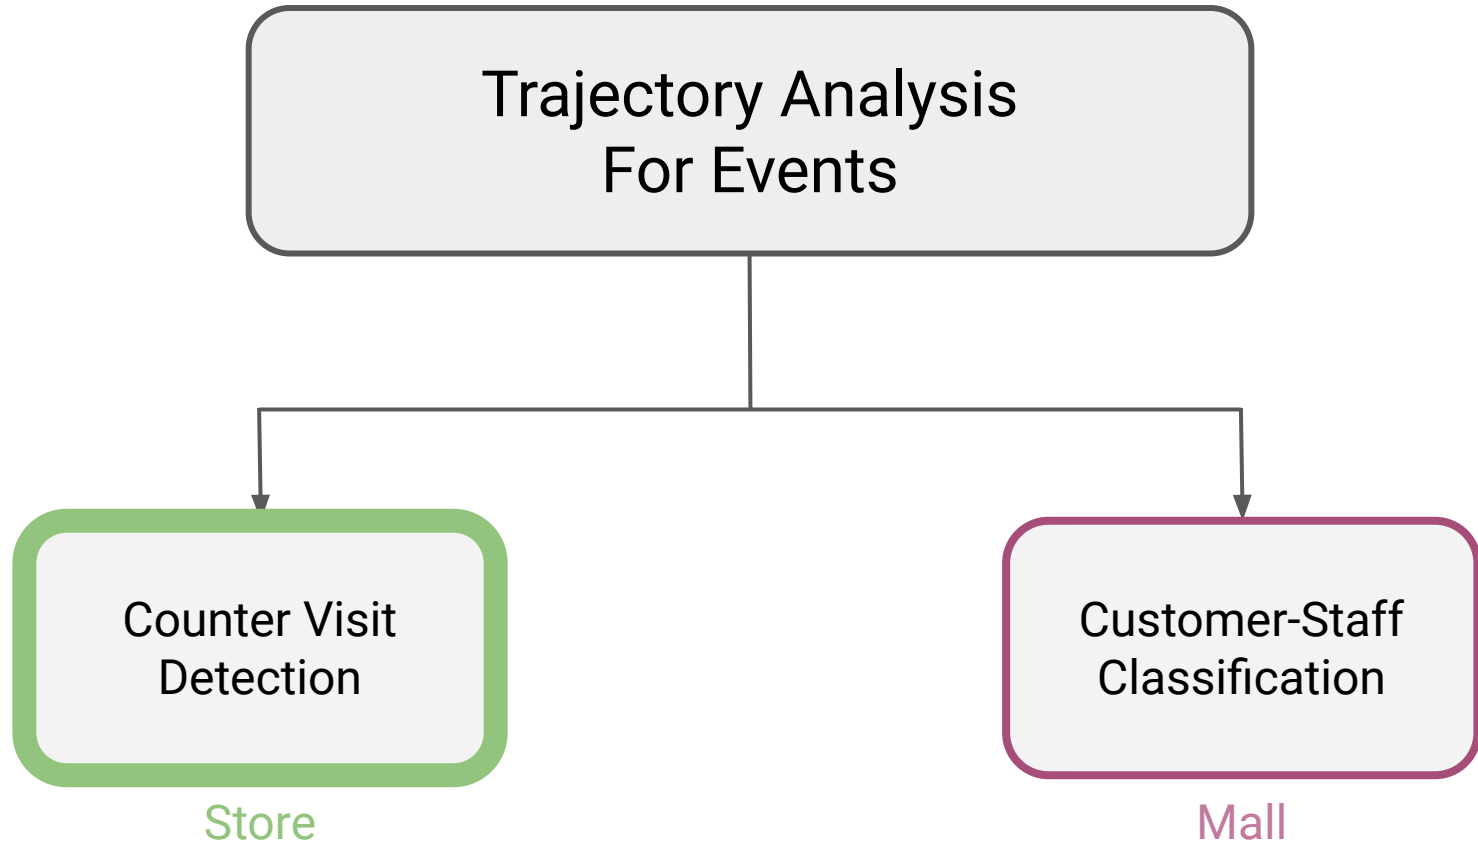 Trajectory Analysis
For Events
Counter Visit
Detection
Customer-Staff
Classification
Store
Mall